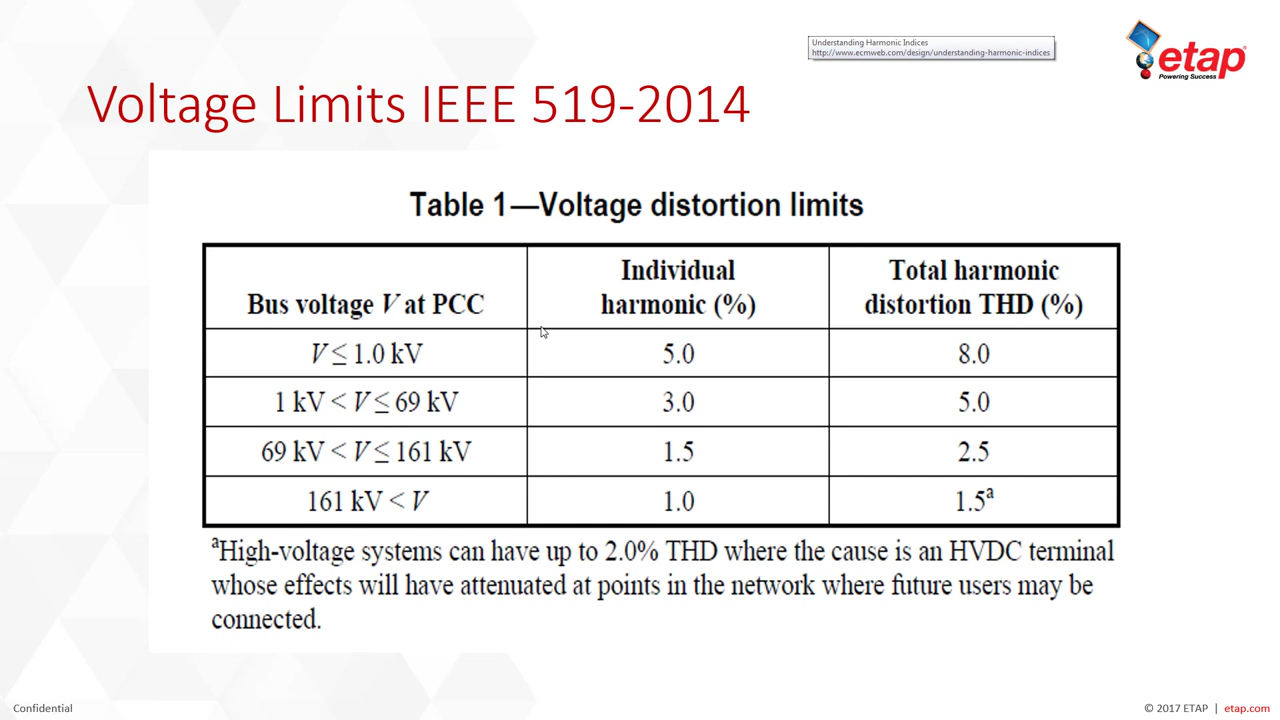 Understanding Harmonic Indices
http://www.ecmweb.com/design/understanding-harmonic-indices
etap
Powering Success
Voltage Limits IEEE 519-2014
Table 1—Voltage distortion limits
Bus voltage V at PCC
Individual harmonic (%)
Total harmonic distortion THD (%)
V ≤ 1.0 kV 5.0 8.0
1 kV < V ≤ 69 kV 3.0 5.0
69 kV < V ≤ 161 kV 1.5 2.5
161 kV < V 1.0 1.5ᵃ
ᵃHigh-voltage systems can have up to 2.0% THD where the cause is an HVDC terminal
whose effects will have attenuated at points in the network where future users may be
connected.
Confidential
© 2017 ETAP | etap.com